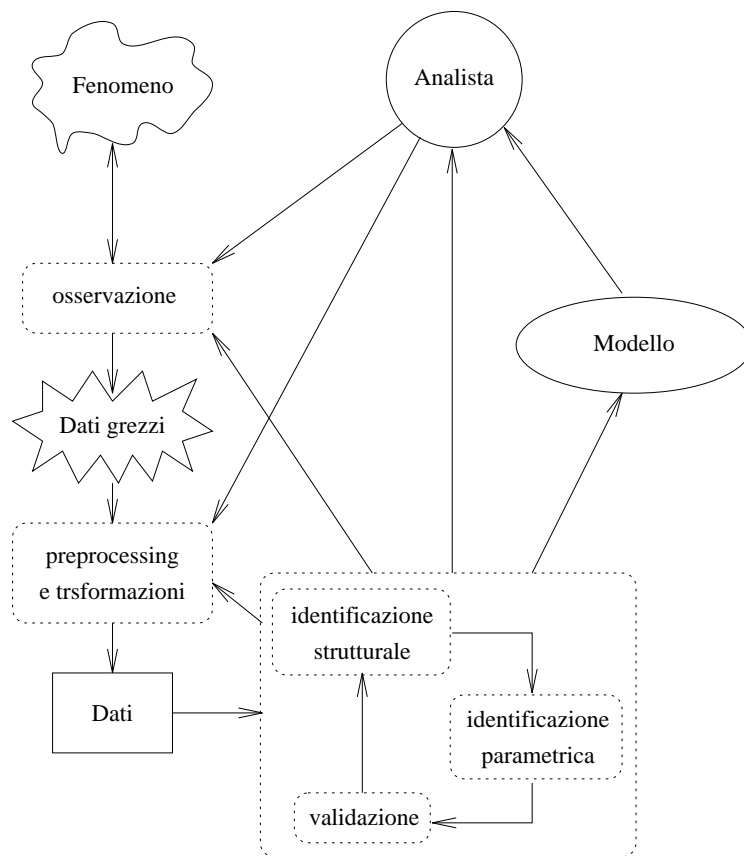 Fenomeno
Analista
osservazione
Modello
Dati grezzi
preprocessing
e trsformazioni
identificazione
strutturale
Dati
identificazione
parametrica
validazione